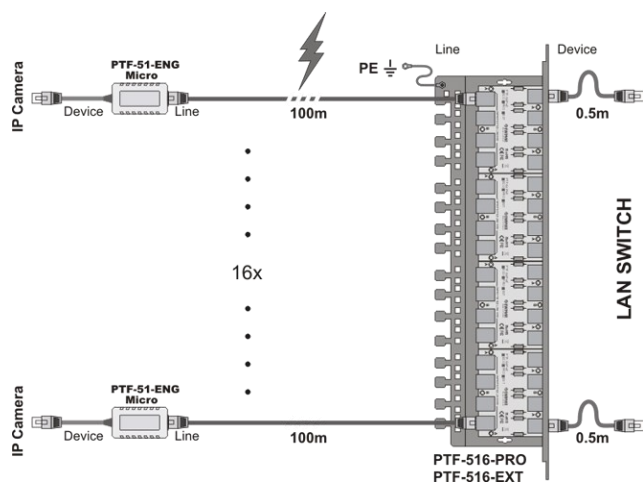 PTF-51-ENG
Micro
IP Camera
Device
Line
100m
PE
Line
Device
0.5m
16x
LAN SWITCH
PTF-51-ENG
Micro
IP Camera
Device
Line
100m
0.5m
PTF-516-PRO
PTF-516-EXT